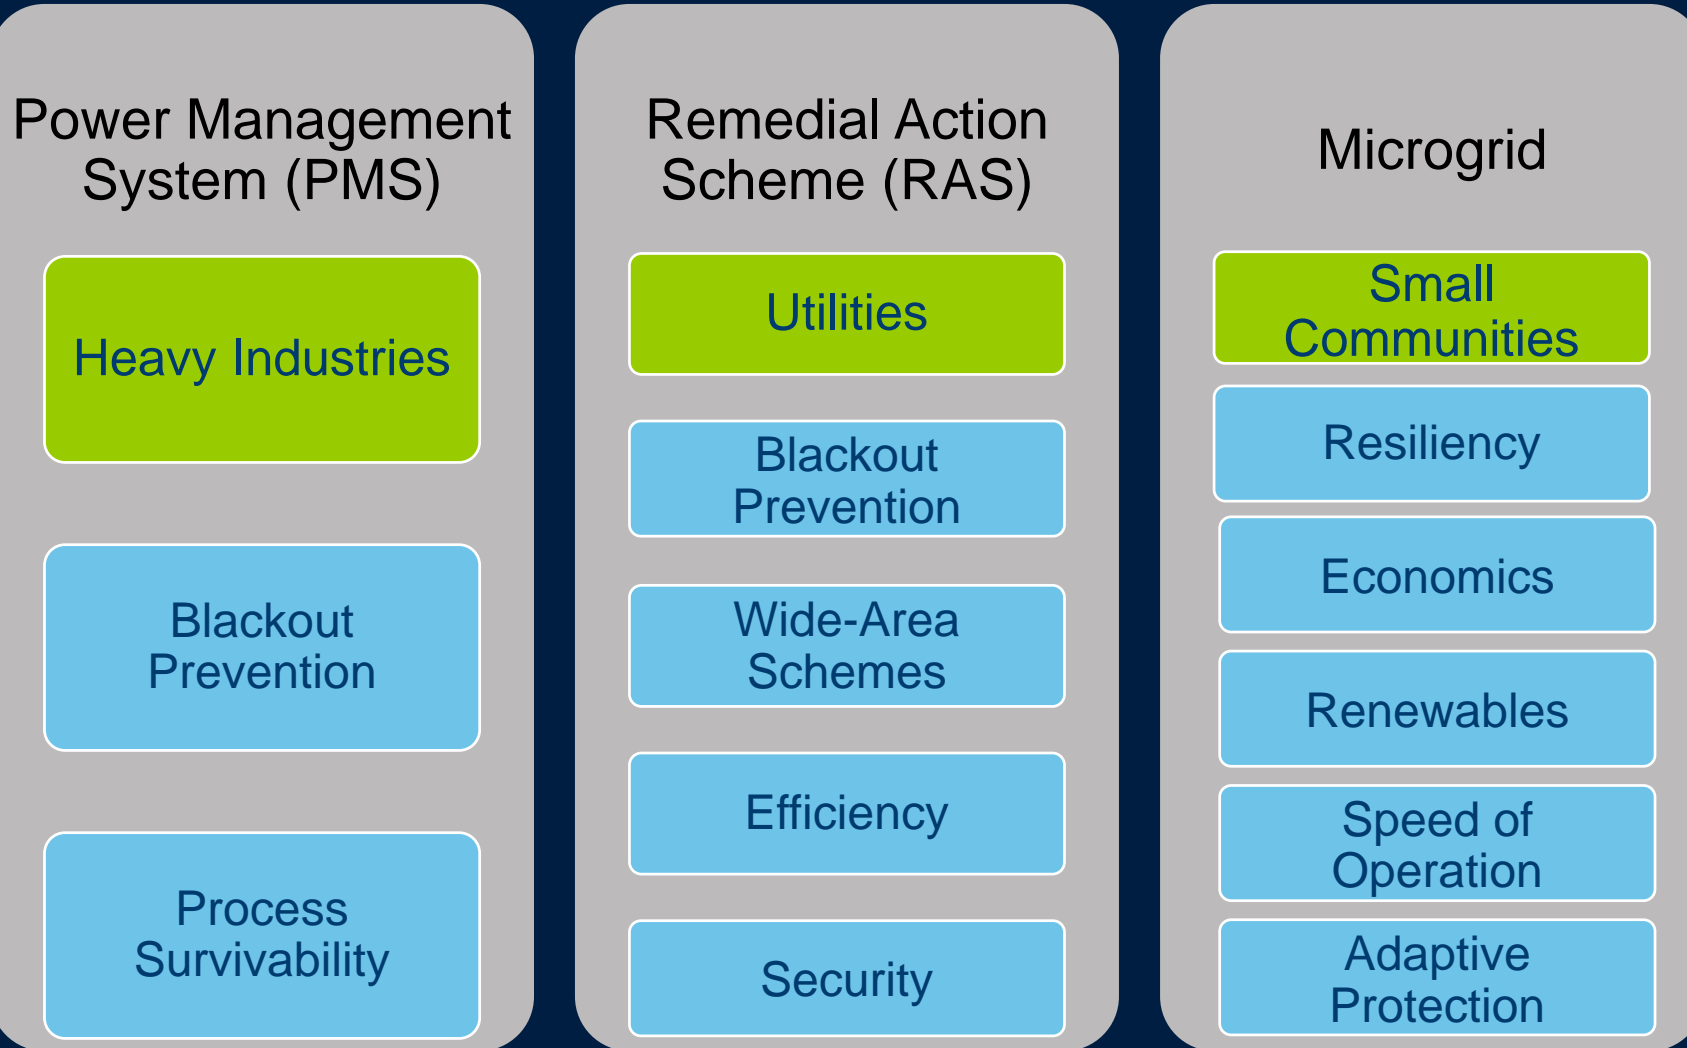 Power Management
System (PMS)
Heavy Industries
Blackout
Prevention
Process
Survivability
Remedial Action
Scheme (RAS)
Utilities
Blackout
Prevention
Wide-Area
Schemes
Efficiency
Security
Microgrid
Small
Communities
Resiliency
Economics
Renewables
Speed of
Operation
Adaptive
Protection